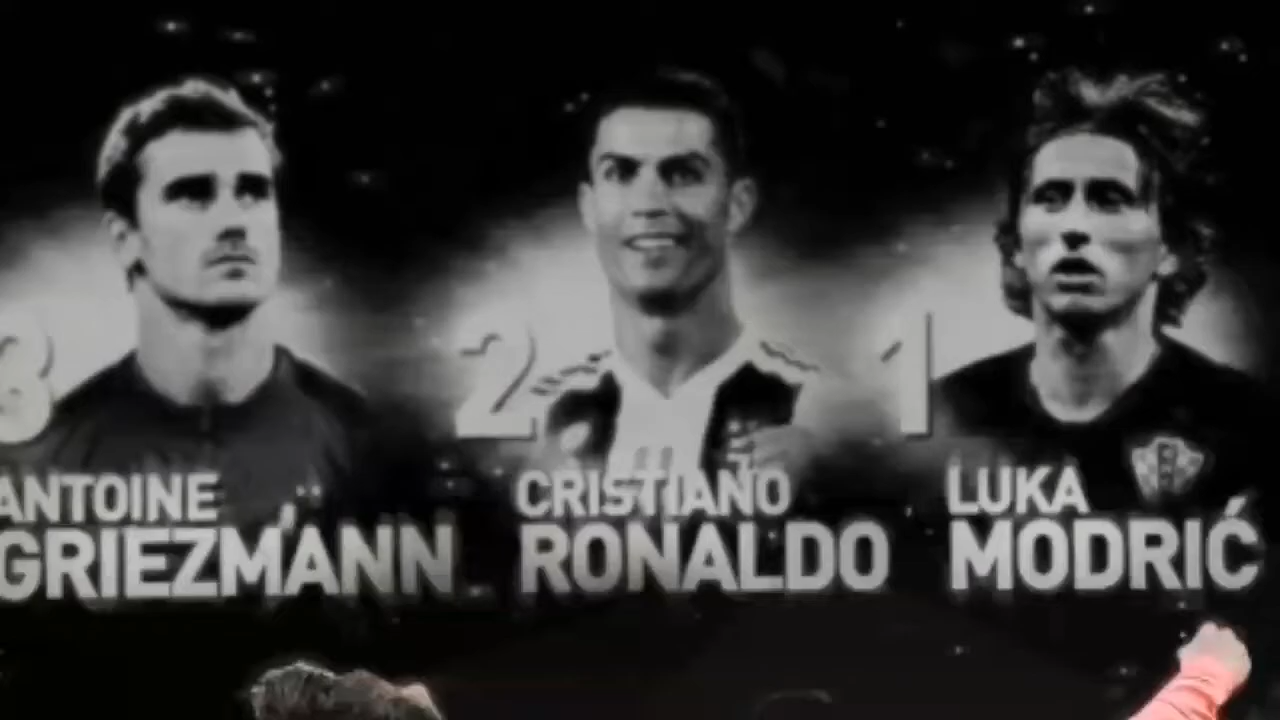 3
ANTOINE
GRIEZMANN
2
CRISTIANO
RONALDO
1
LUKA
MODRIĆ